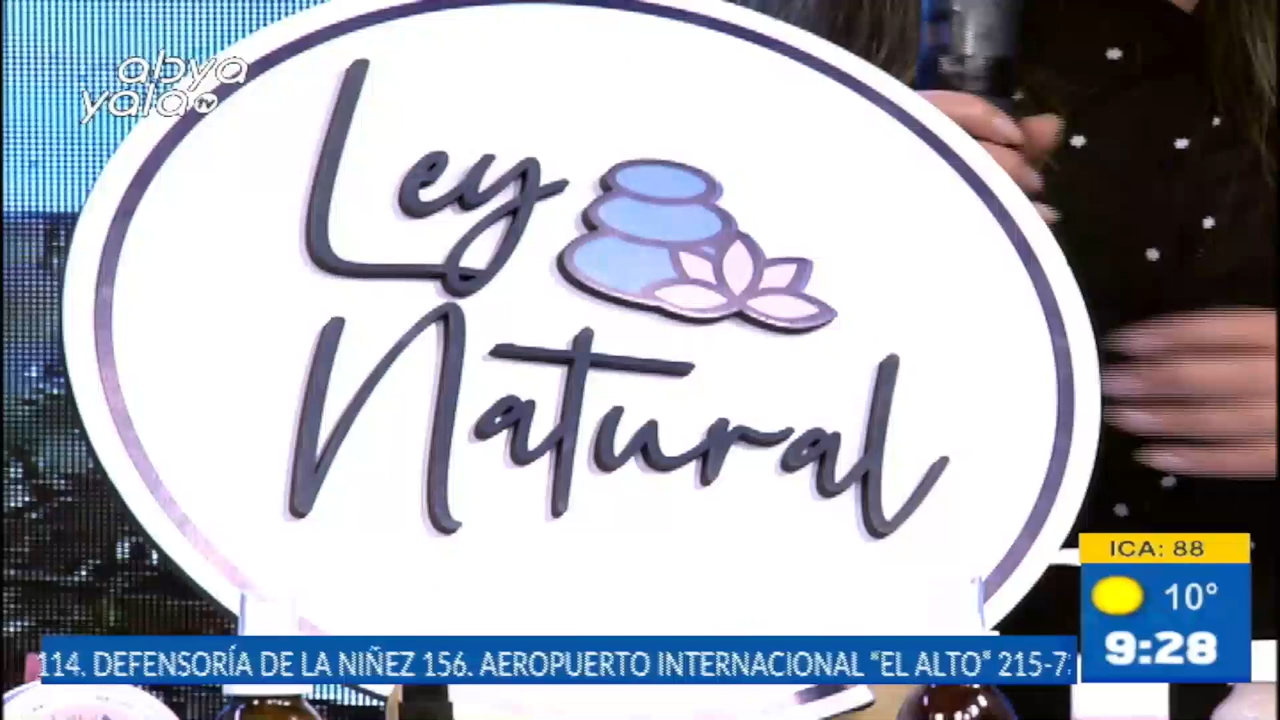 abya
yala tv
Ley
Natural
ICA: 88
10°
9:28
114. DEFENSORÍA DE LA NIÑEZ 156. AEROPUERTO INTERNACIONAL "EL ALTO" 215-7